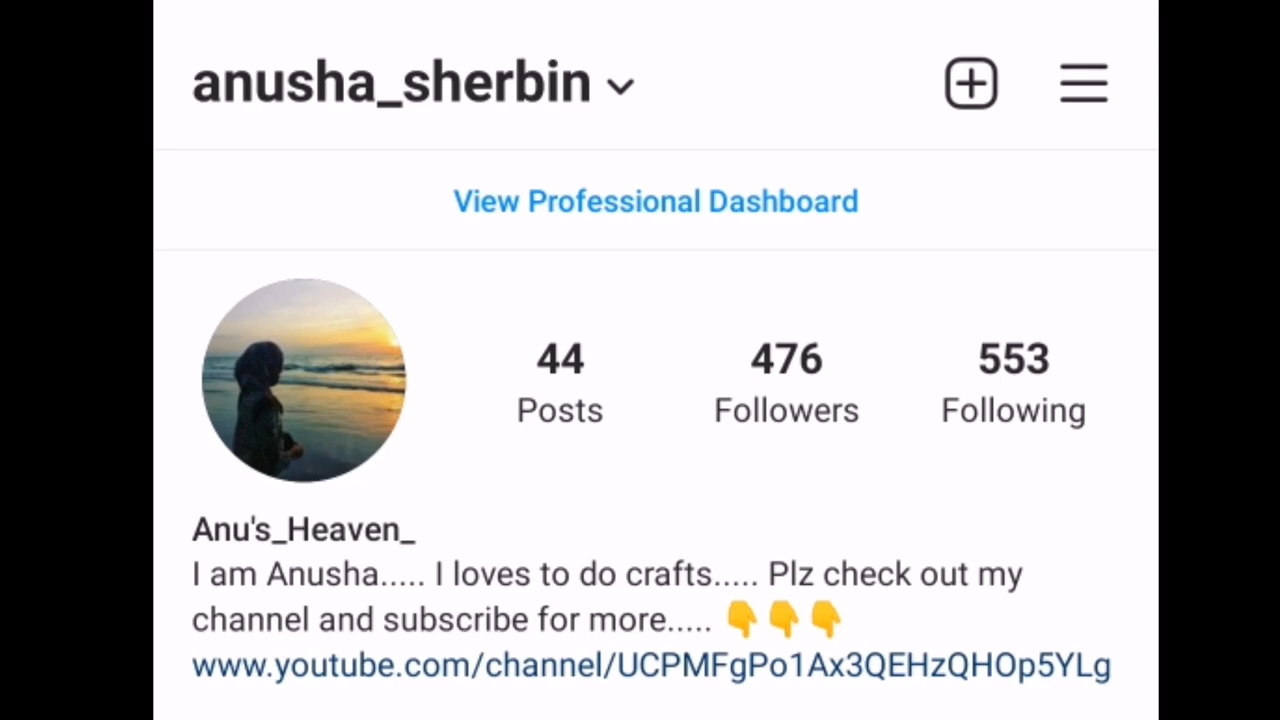 anusha_sherbin
View Professional Dashboard
44 476 553
Posts Followers Following
Anu's_Heaven_
I am Anusha..... I loves to do crafts..... Plz check out my
channel and subscribe for more..... 👇👇👇
www.youtube.com/channel/UCPMFgPo1Ax3QEHzQHOp5YLg